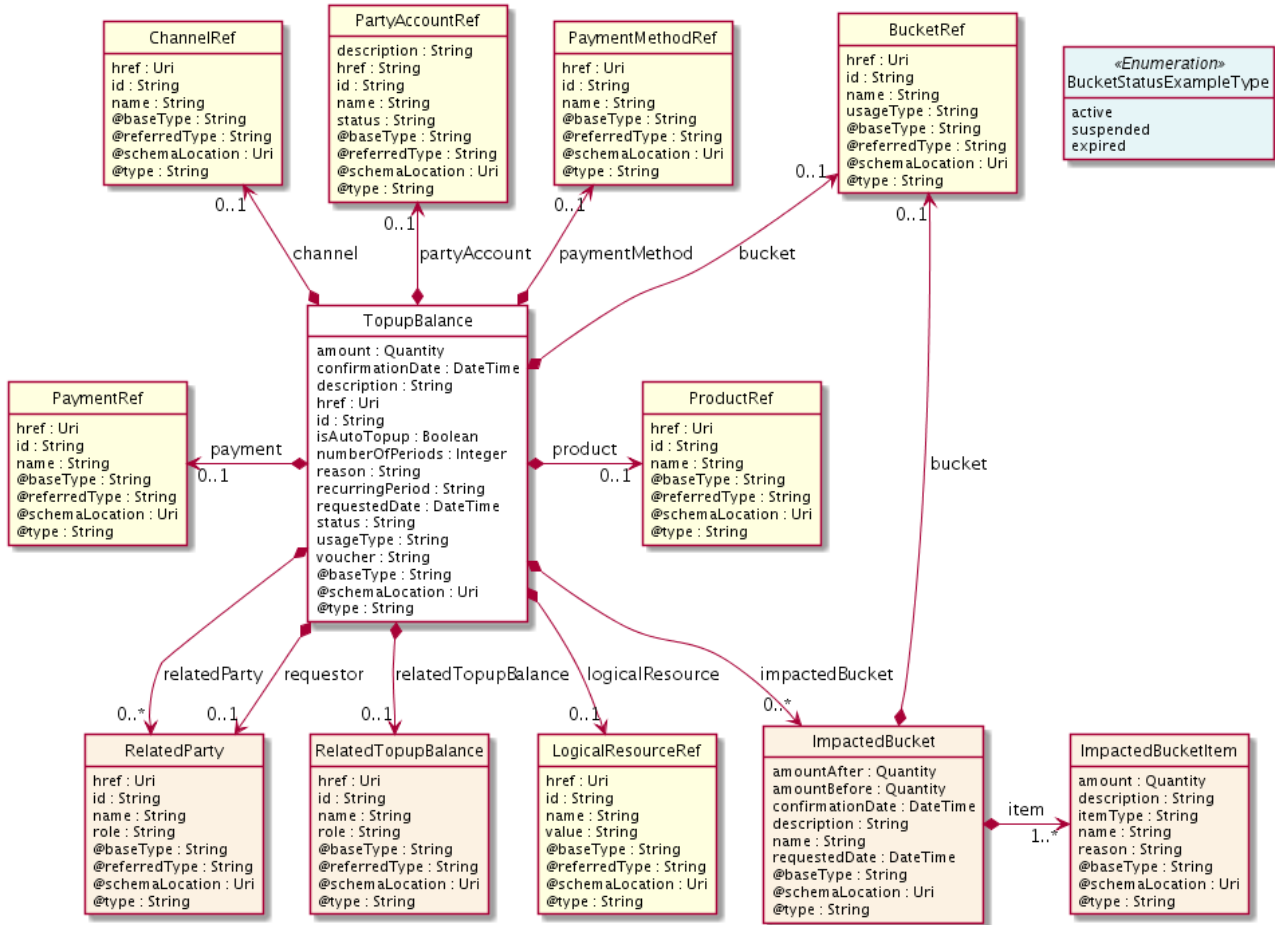 ChannelRef
href : Uri
id : String
name : String
@baseType : String
@referredType : String
@schemaLocation : Uri
@type : String
PartyAccountRef
description : String
href : String
id : String
name : String
status : String
@baseType : String
@referredType : String
@schemaLocation : Uri
@type : String
PaymentMethodRef
href : Uri
id : String
name : String
@baseType : String
@referredType : String
@schemaLocation : Uri
@type : String
BucketRef
href : Uri
id : String
name : String
usageType : String
@baseType : String
@referredType : String
@schemaLocation : Uri
@type : String
«Enumeration»
BucketStatusExampleType
active
suspended
expired
0..1
0..1
0..1
0..1
0..1
channel
partyAccount
paymentMethod
bucket
TopupBalance
amount : Quantity
confirmationDate : DateTime
description : String
href : Uri
id : String
isAutoTopup : Boolean
numberOfPeriods : Integer
reason : String
recurringPeriod : String
requestedDate : DateTime
status : String
usageType : String
voucher : String
@baseType : String
@schemaLocation : Uri
@type : String
PaymentRef
href : Uri
id : String
name : String
@baseType : String
@referredType : String
@schemaLocation : Uri
@type : String
payment
0..1
product
0..1
ProductRef
href : Uri
id : String
name : String
@baseType : String
@referredType : String
@schemaLocation : Uri
@type : String
bucket
relatedParty
requestor
relatedTopupBalance
logicalResource
impactedBucket
0..*
0..1
0..1
0..1
0..*
RelatedParty
href : Uri
id : String
name : String
role : String
@baseType : String
@referredType : String
@schemaLocation : Uri
@type : String
RelatedTopupBalance
href : Uri
id : String
name : String
role : String
@baseType : String
@referredType : String
@schemaLocation : Uri
@type : String
LogicalResourceRef
href : Uri
id : String
name : String
value : String
@baseType : String
@referredType : String
@schemaLocation : Uri
@type : String
ImpactedBucket
amountAfter : Quantity
amountBefore : Quantity
confirmationDate : DateTime
description : String
name : String
requestedDate : DateTime
@baseType : String
@schemaLocation : Uri
@type : String
item
1..*
ImpactedBucketItem
amount : Quantity
description : String
itemType : String
name : String
reason : String
@baseType : String
@schemaLocation : Uri
@type : String